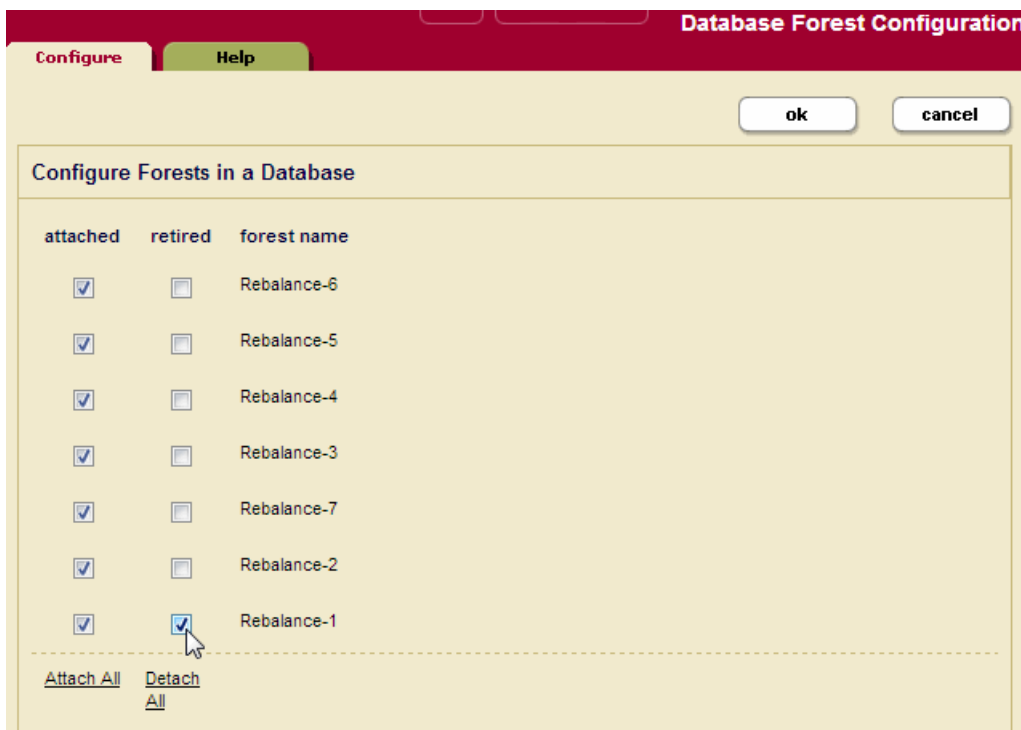 Database Forest Configuration
Configure Help
ok cancel
Configure Forests in a Database
attached retired forest name
Rebalance-6
Rebalance-5
Rebalance-4
Rebalance-3
Rebalance-7
Rebalance-2
Rebalance-1
Attach All Detach
All